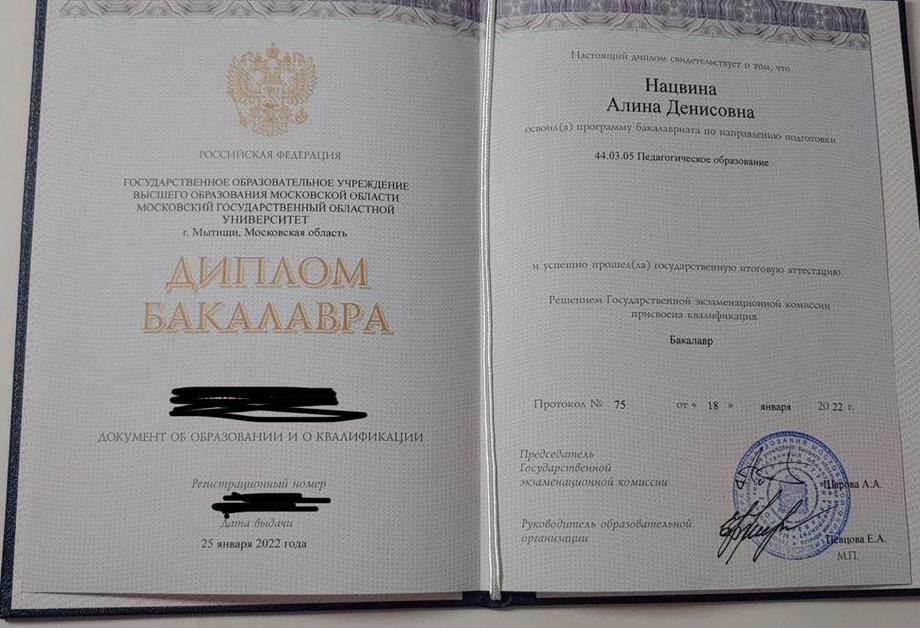 РОССИЙСКАЯ ФЕДЕРАЦИЯ
ГОСУДАРСТВЕННОЕ ОБРАЗОВАТЕЛЬНОЕ УЧРЕЖДЕНИЕ
ВЫСШЕГО ОБРАЗОВАНИЯ МОСКОВСКОЙ ОБЛАСТИ
МОСКОВСКИЙ ГОСУДАРСТВЕННЫЙ ОБЛАСТНОЙ
УНИВЕРСИТЕТ
г. Мытищи, Московская область
ДИПЛОМ
БАКАЛАВРА
ДОКУМЕНТ ОБ ОБРАЗОВАНИИ И О КВАЛИФИКАЦИИ
Регистрационный номер
Дата выдачи
25 января 2022 года
Настоящий диплом свидетельствует о том, что
Нацвина
Алина Денисовна
освоил(а) программу бакалавриата по направлению подготовки
44.03.05 Педагогическое образование
и успешно прошел(ла) государственную итоговую аттестацию.
Решением Государственной экзаменационной комиссии
присвоена квалификация
Бакалавр
Протокол № 75 от « 18 » января 20 22 г.
Председатель
Государственной
экзаменационной комиссии
Шарова А.А.
Руководитель образовательной
организации
Певцова Е.А.
М.П.